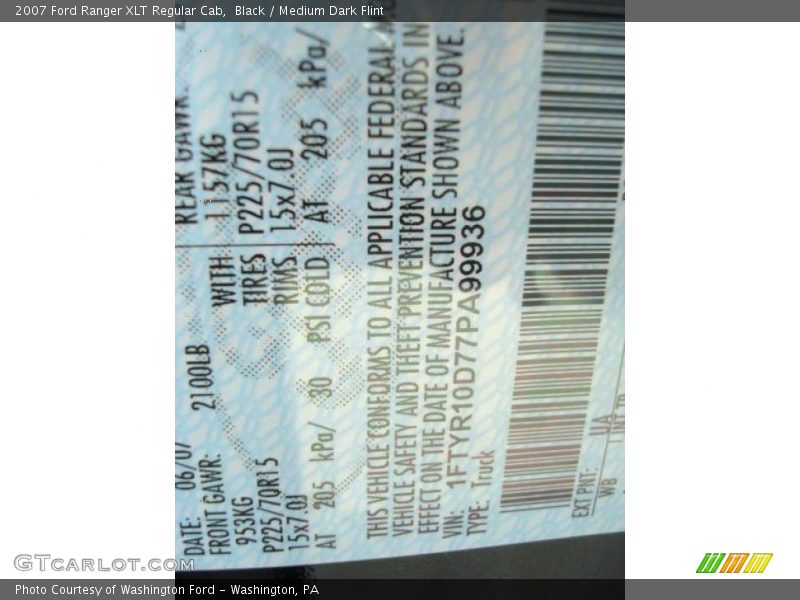 2007 Ford Ranger XLT Regular Cab, Black / Medium Dark Flint
DATE: 06/07
FRONT GAWR: 2100LB
REAR GAWR:
953KG WITH 1157KG
P225/70R15 TIRES P225/70R15
15x7.0J RIMS 15x7.0J
AT 205 kPa/ 30 PSI COLD AT 205 kPa/
THIS VEHICLE CONFORMS TO ALL APPLICABLE FEDERAL
VEHICLE SAFETY AND THEFT PREVENTION STANDARDS IN
EFFECT ON THE DATE OF MANUFACTURE SHOWN ABOVE.
VIN: 1FTYR10D77PA99936
TYPE: Truck
EXT PNT: UA
WB INT TR
GTCARLOT.COM
Photo Courtesy of Washington Ford - Washington, PA